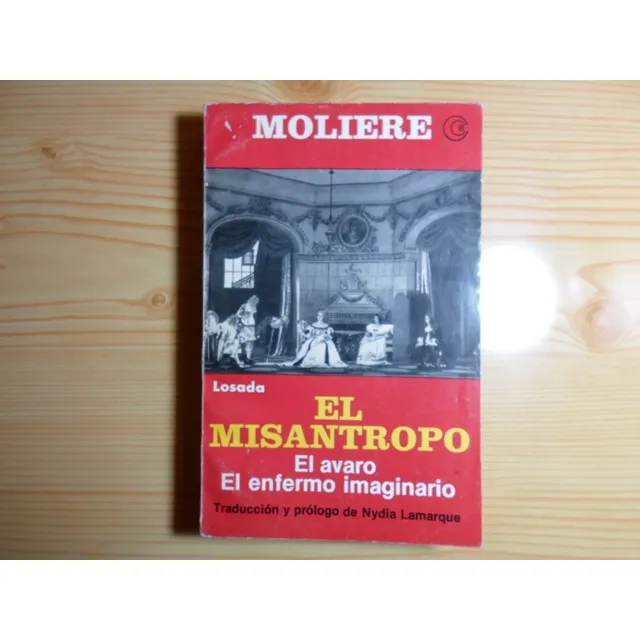 MOLIERE
Losada
EL
MISANTROPO
El avaro
El enfermo imaginario
Traducción y prólogo de Nydia Lamarque